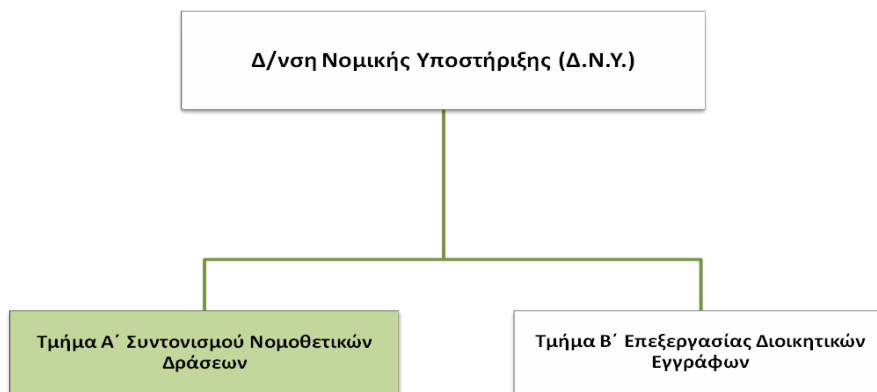 Δ/νση Νομικής Υποστήριξης (Δ.Ν.Υ.)
Τμήμα Α΄ Συντονισμού Νομοθετικών
Δράσεων
Τμήμα Β΄ Επεξεργασίας Διοικητικών
Εγγράφων